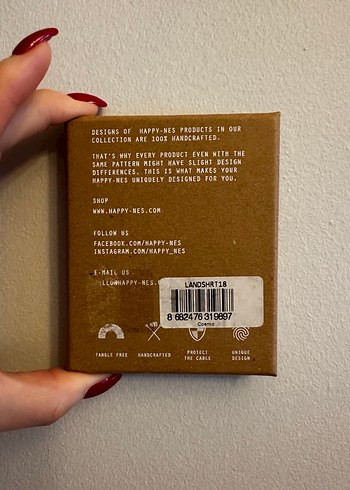 DESIGNS OF HAPPY-NES PRODUCTS IN OUR
COLLECTION ARE 100% HANDCRAFTED.
THAT'S WHY EVERY PRODUCT EVEN WITH THE
SAME PATTERN MIGHT HAVE SLIGHT DESIGN
DIFFERENCES. THIS IS WHAT MAKES YOUR
HAPPY-NES UNIQUELY DESIGNED FOR YOU.
SHOP
WWW.HAPPY-NES.COM
FOLLOW US
FACEBOOK.COM/HAPPY-NES
INSTAGRAM.COM/HAPPY_NES
E-MAIL US
LANDSHRT18
8 682476 319897
Cosmic
TANGLE FREE
HANDCRAFTED
PROTECT
THE CABLE
UNIQUE
DESIGN